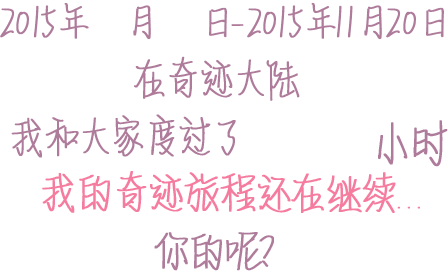 2015年 月 日-2015年11月20日
在奇迹大陆
我和大家度过了 小时
我的奇迹旅程还在继续...
你的呢?